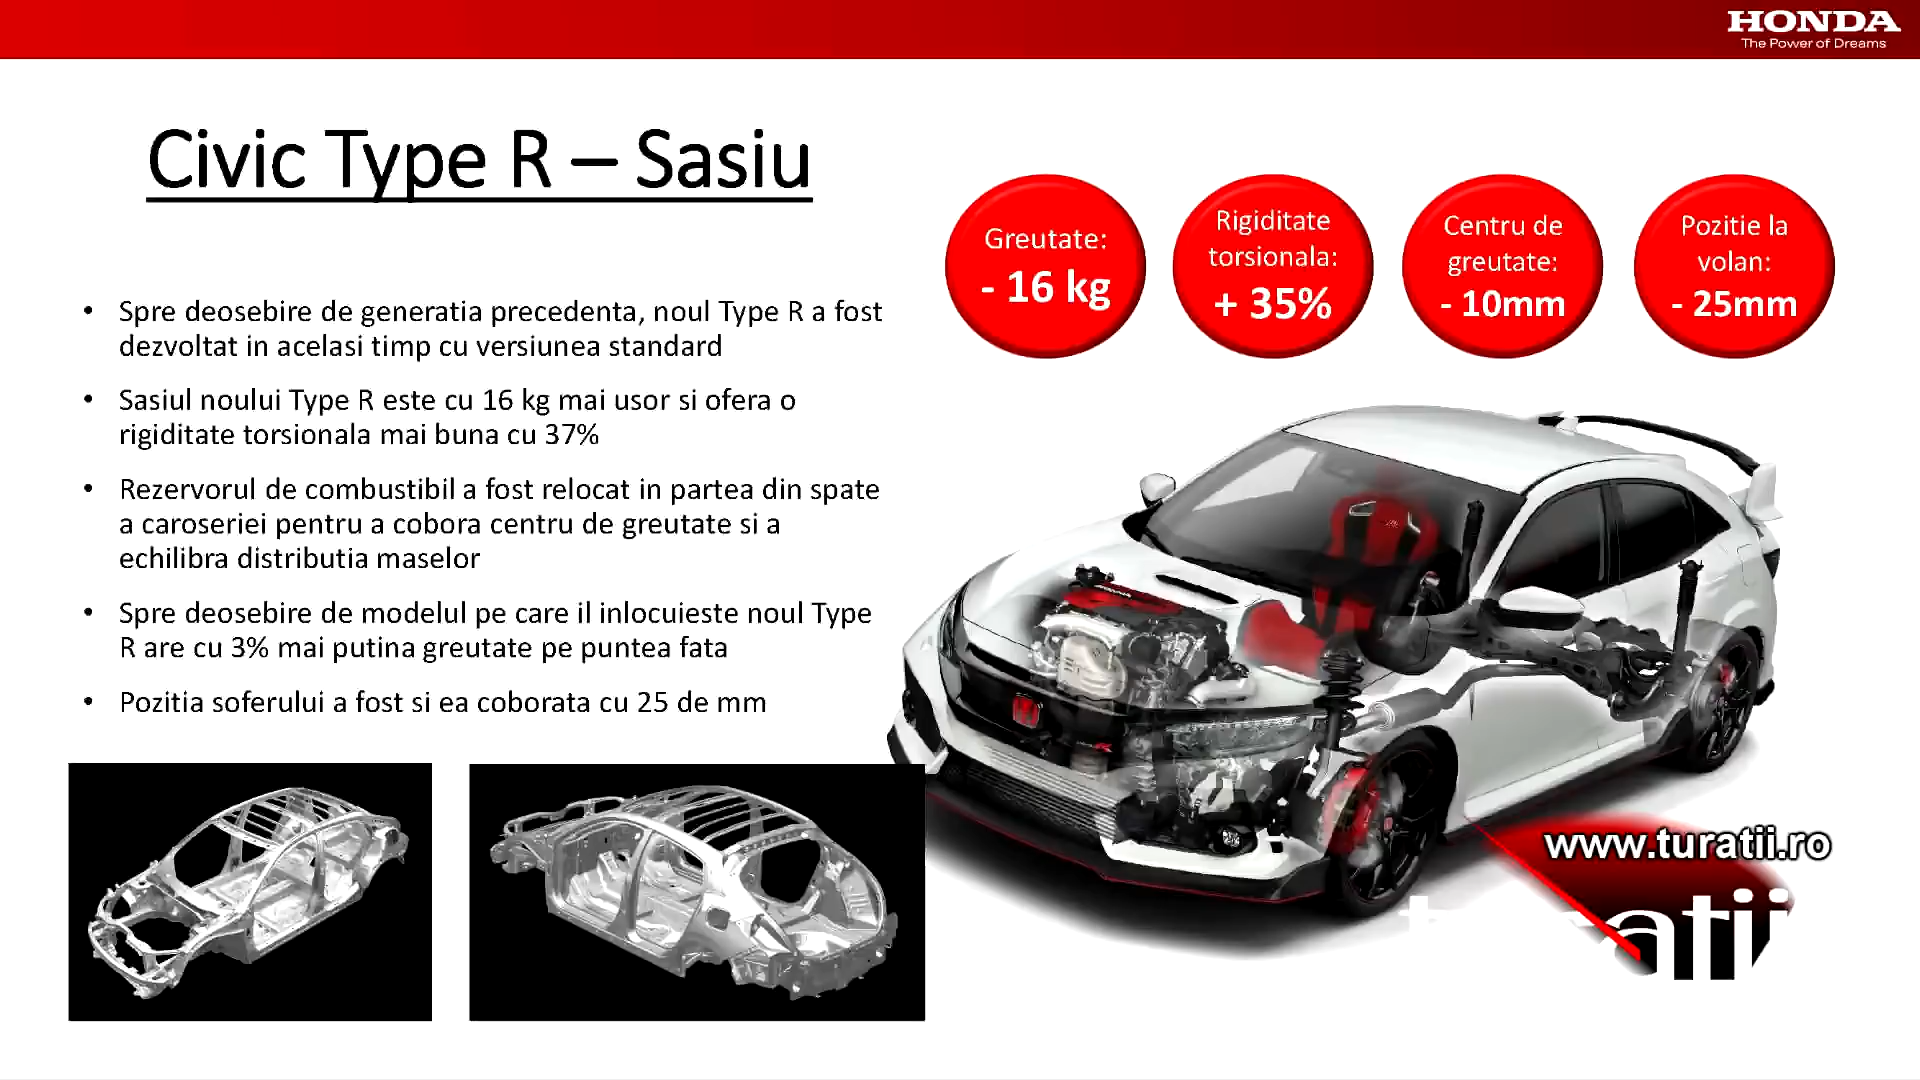 HONDA
The Power of Dreams
Civic Type R – Sasiu
Greutate:
- 16 kg
Rigiditate
torsionala:
+ 35%
Centru de
greutate:
- 10mm
Pozitie la
volan:
- 25mm
• Spre deosebire de generatia precedenta, noul Type R a fost
dezvoltat in acelasi timp cu versiunea standard
• Sasiul noului Type R este cu 16 kg mai usor si ofera o
rigiditate torsionala mai buna cu 37%
• Rezervorul de combustibil a fost relocat in partea din spate
a caroseriei pentru a cobora centru de greutate si a
echilibra distributia maselor
• Spre deosebire de modelul pe care il inlocuieste noul Type
R are cu 3% mai putina greutate pe puntea fata
• Pozitia soferului a fost si ea coborata cu 25 de mm
www.turatii.ro
turatii